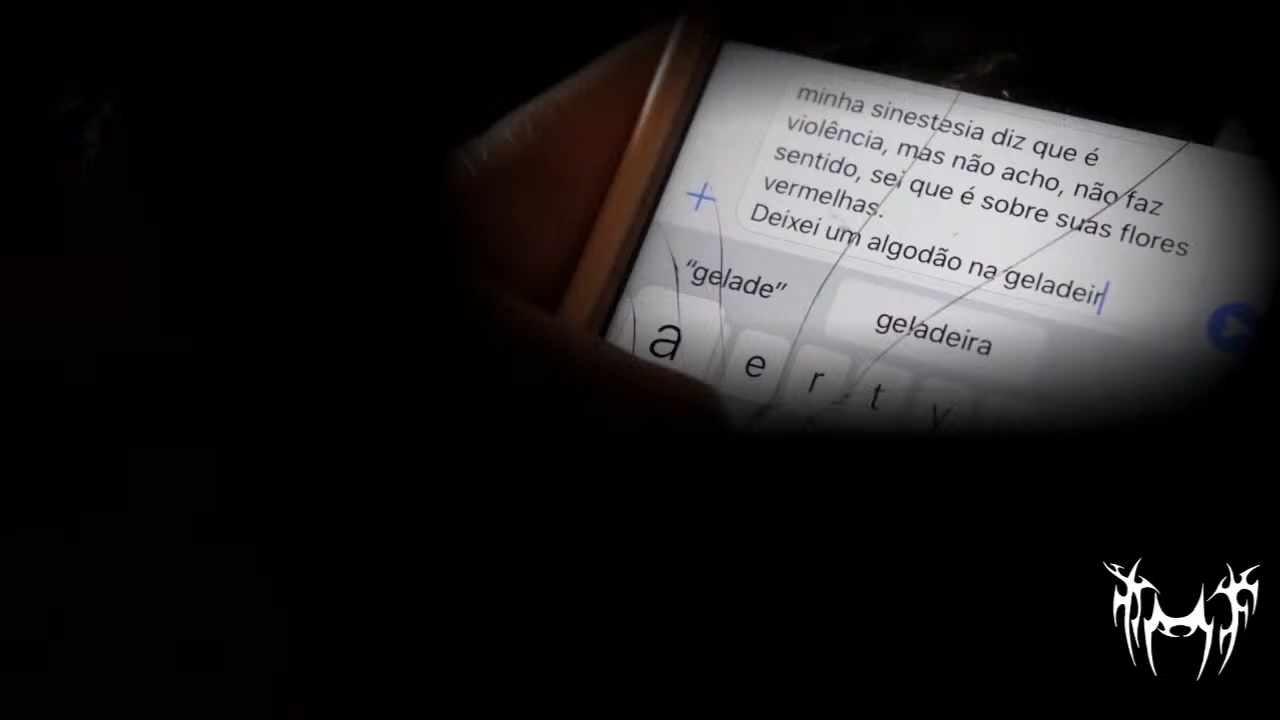 minha sinestesia diz que é
violência, mas não acho, não faz
sentido, sei que é sobre suas flores
vermelhas.
Deixei um algodão na geladeir
“gelade” geladeira
a e r t y